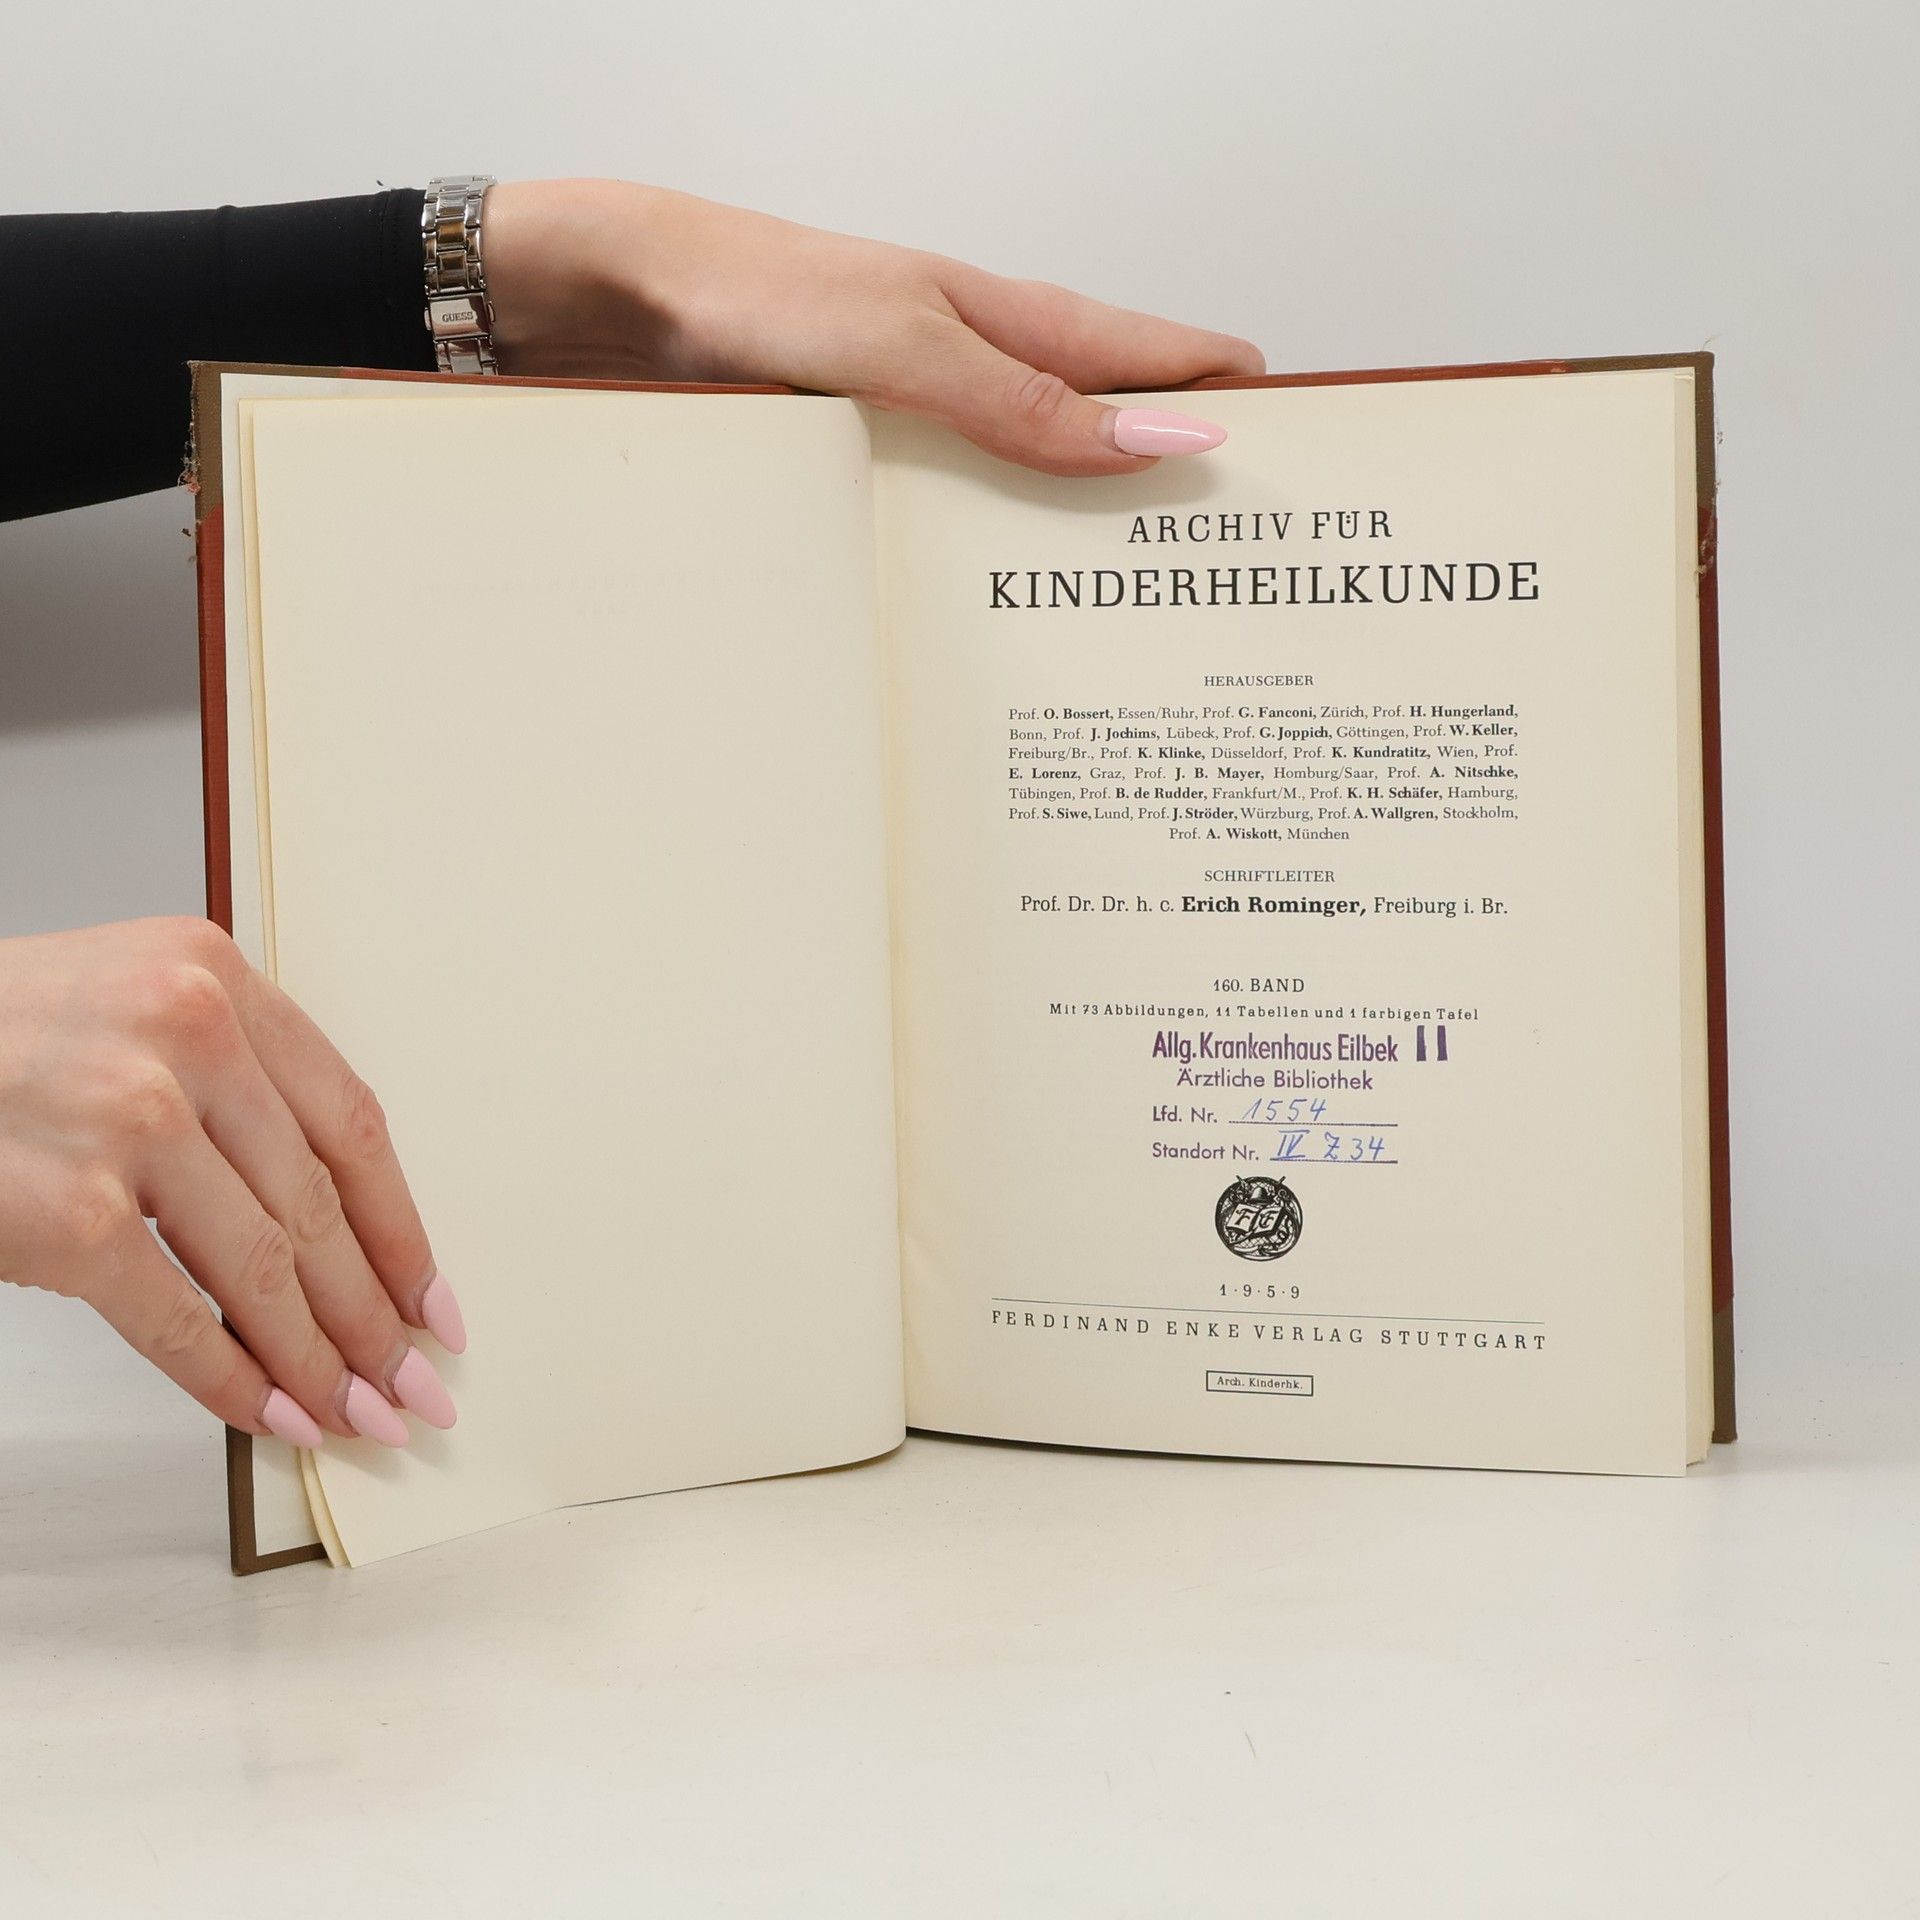 GUESS
ARCHIV FÜR
KINDERHEILKUNDE
HERAUSGEBER
Prof. O. Bossert, Essen/Ruhr, Prof. G. Fanconi, Zürich, Prof. H. Hungerland,
Bonn, Prof. J. Jochims, Lübeck, Prof. G. Joppich, Göttingen, Prof. W. Keller,
Freiburg/Br., Prof. K. Klinke, Düsseldorf, Prof. K. Kundratitz, Wien, Prof.
E. Lorenz, Graz, Prof. J. B. Mayer, Homburg/Saar, Prof. A. Nitschke,
Tübingen, Prof. B. de Rudder, Frankfurt/M., Prof. K. H. Schäfer, Hamburg,
Prof. S. Siwe, Lund, Prof. J. Ströder, Würzburg, Prof. A. Wallgren, Stockholm,
Prof. A. Wiskott, München
SCHRIFTLEITER
Prof. Dr. Dr. h. c. Erich Rominger, Freiburg i. Br.
160. BAND
Mit 73 Abbildungen, 11 Tabellen und 1 farbigen Tafel
Allg. Krankenhaus Eilbek II
Ärztliche Bibliothek
Lfd. Nr. 1554
Standort Nr. IV Z 34
F E
1·9·5·9
FERDINAND ENKE VERLAG STUTTGART
Arch. Kinderhk.